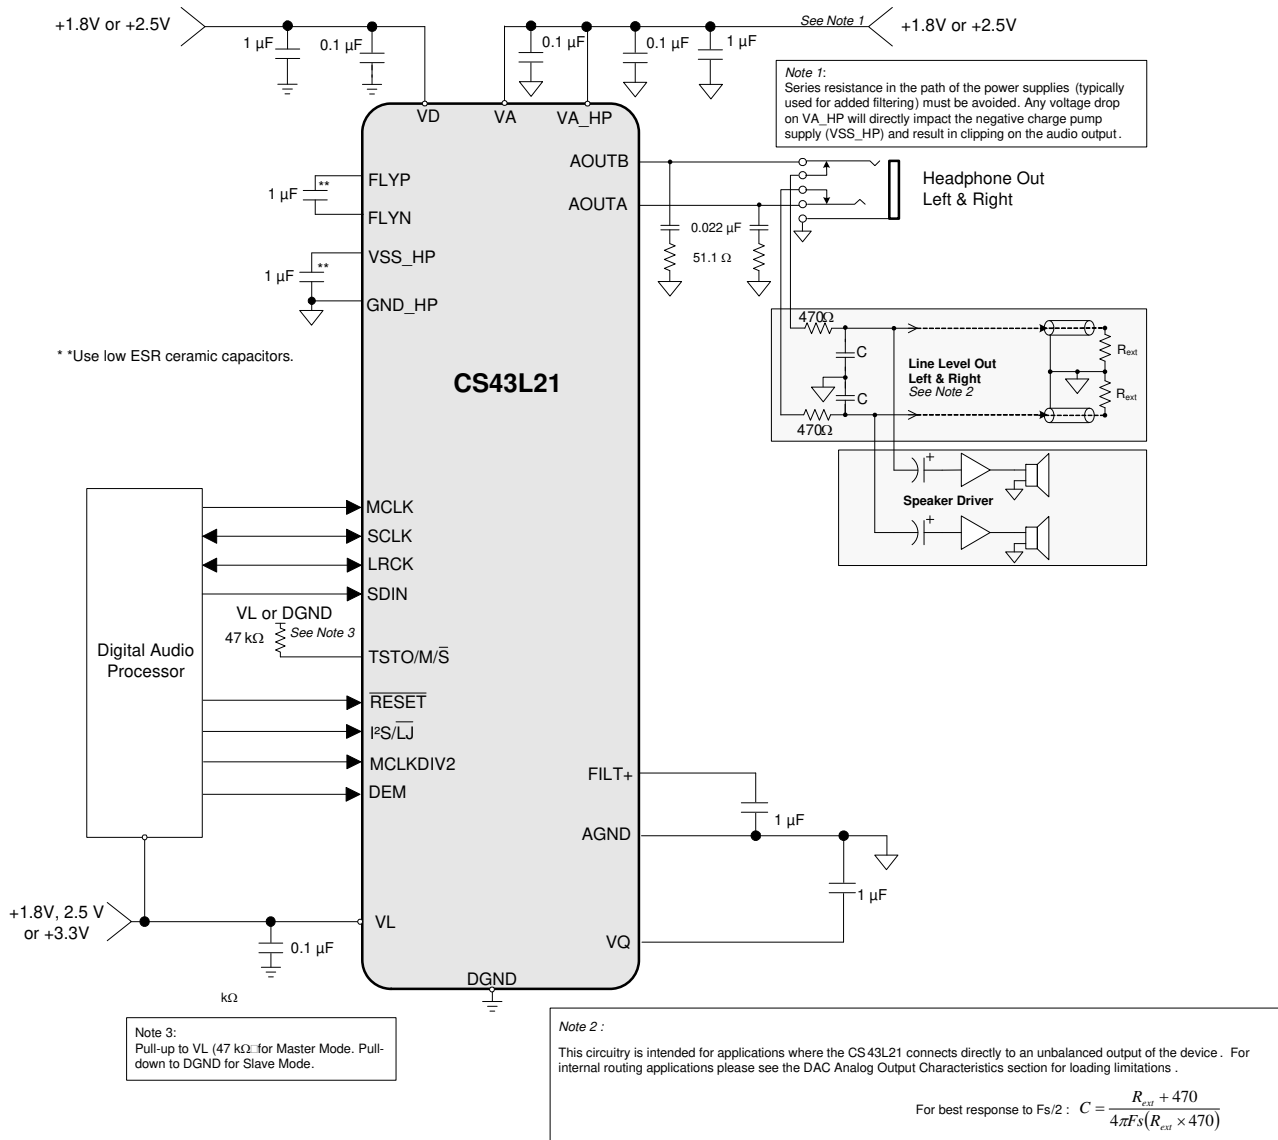 +1.8V or +2.5V
1 µF
0.1 µF
See Note 1
+1.8V or +2.5V
0.1 µF
0.1 µF
1 µF
Note 1:
Series resistance in the path of the power supplies (typically
used for added filtering) must be avoided. Any voltage drop
on VA_HP will directly impact the negative charge pump
supply (VSS_HP) and result in clipping on the audio output.
VD
VA
VA_HP
AOUTB
AOUTA
FLYP
FLYN
1 µF
**
VSS_HP
GND_HP
1 µF
**
0.022 µF
51.1 Ω
Headphone Out
Left & Right
* *Use low ESR ceramic capacitors.
CS43L21
470Ω
C
C
470Ω
Line Level Out
Left & Right
See Note 2
Rext
Rext
+
Speaker Driver
+
Digital Audio
Processor
MCLK
SCLK
LRCK
SDIN
VL or DGND
47 kΩ
See Note 3
TSTO/M/S̅
R̅E̅S̅E̅T̅
I²S/L̅J̅
MCLKDIV2
DEM
FILT+
1 µF
AGND
1 µF
VQ
+1.8V, 2.5 V
or +3.3V
0.1 µF
VL
DGND
kΩ
Note 3:
Pull-up to VL (47 kΩ□for Master Mode. Pull-
down to DGND for Slave Mode.
Note 2 :
This circuitry is intended for applications where the CS43L21 connects directly to an unbalanced output of the device. For
internal routing applications please see the DAC Analog Output Characteristics section for loading limitations.
For best response to Fs/2 : C = (Rext + 470) / (4πFs(Rext × 470))